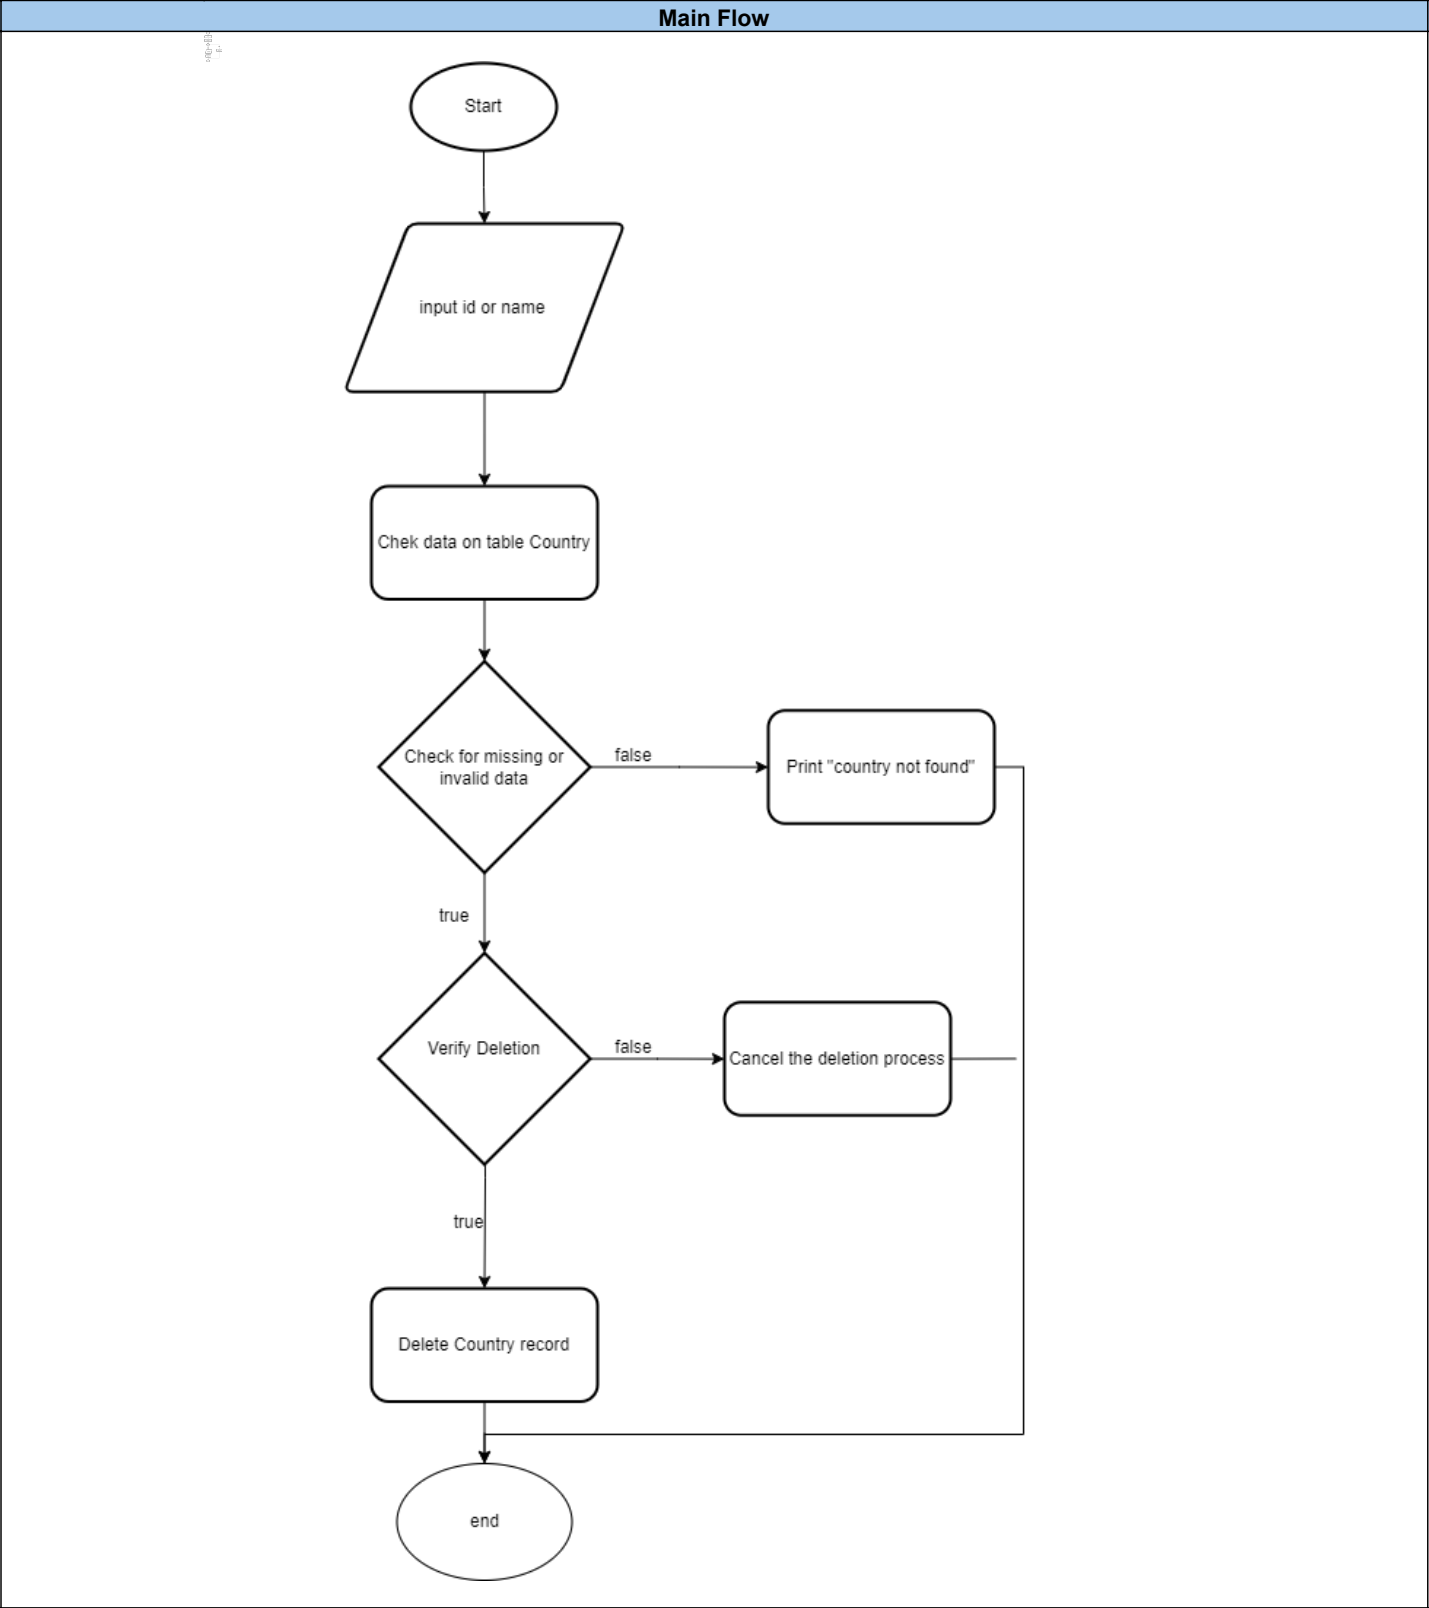 Main Flow
Start
input id or name
Chek data on table Country
Check for missing or
invalid data
false
Print "country not found"
true
Verify Deletion
false
Cancel the deletion process
true
Delete Country record
end